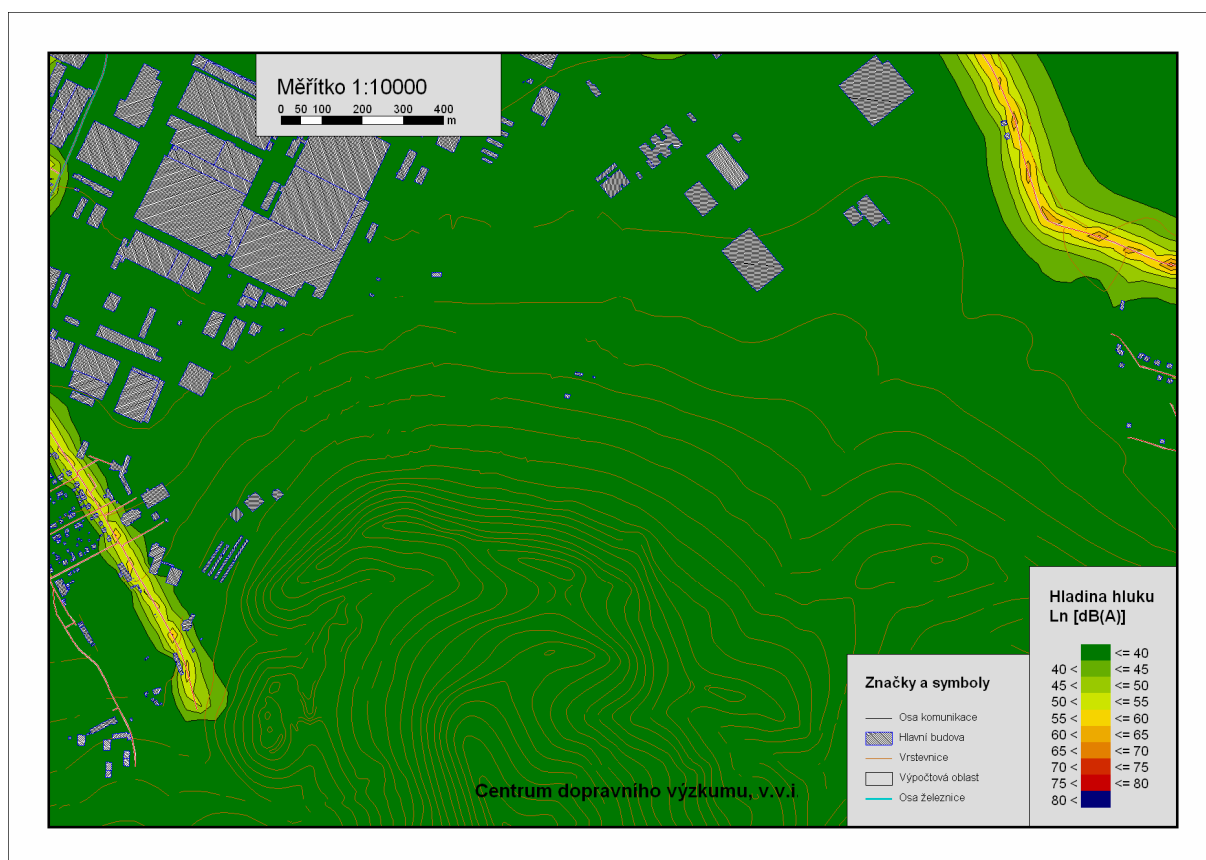 Měřítko 1:10000
0 50 100 200 300 400
m
Hladina hluku
Ln [dB(A)]
<= 40
40 < <= 45
45 < <= 50
50 < <= 55
55 < <= 60
60 < <= 65
65 < <= 70
70 < <= 75
75 < <= 80
80 <
Značky a symboly
Osa komunikace
Hlavní budova
Vrstevnice
Výpočtová oblast
Osa železnice
Centrum dopravního výzkumu, v.v.i.